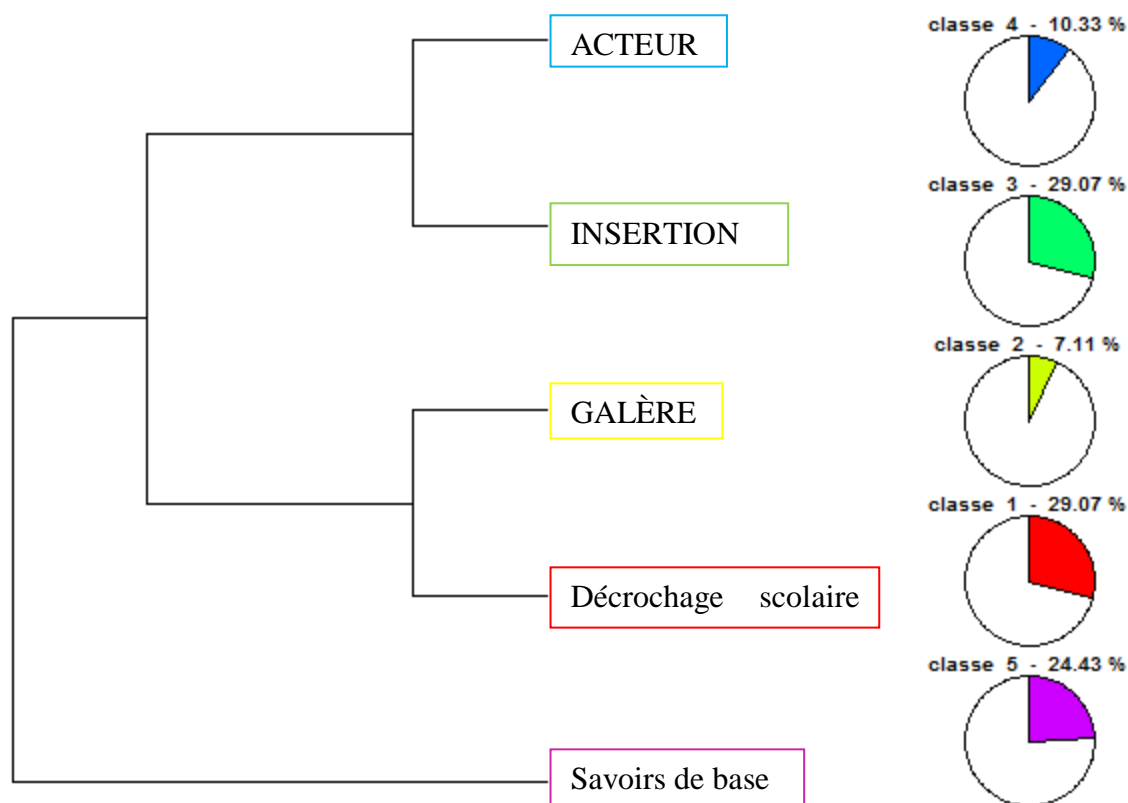 classe 4 - 10.33 %
ACTEUR
classe 3 - 29.07 %
INSERTION
classe 2 - 7.11 %
GALÈRE
classe 1 - 29.07 %
Décrochage scolaire
classe 5 - 24.43 %
Savoirs de base